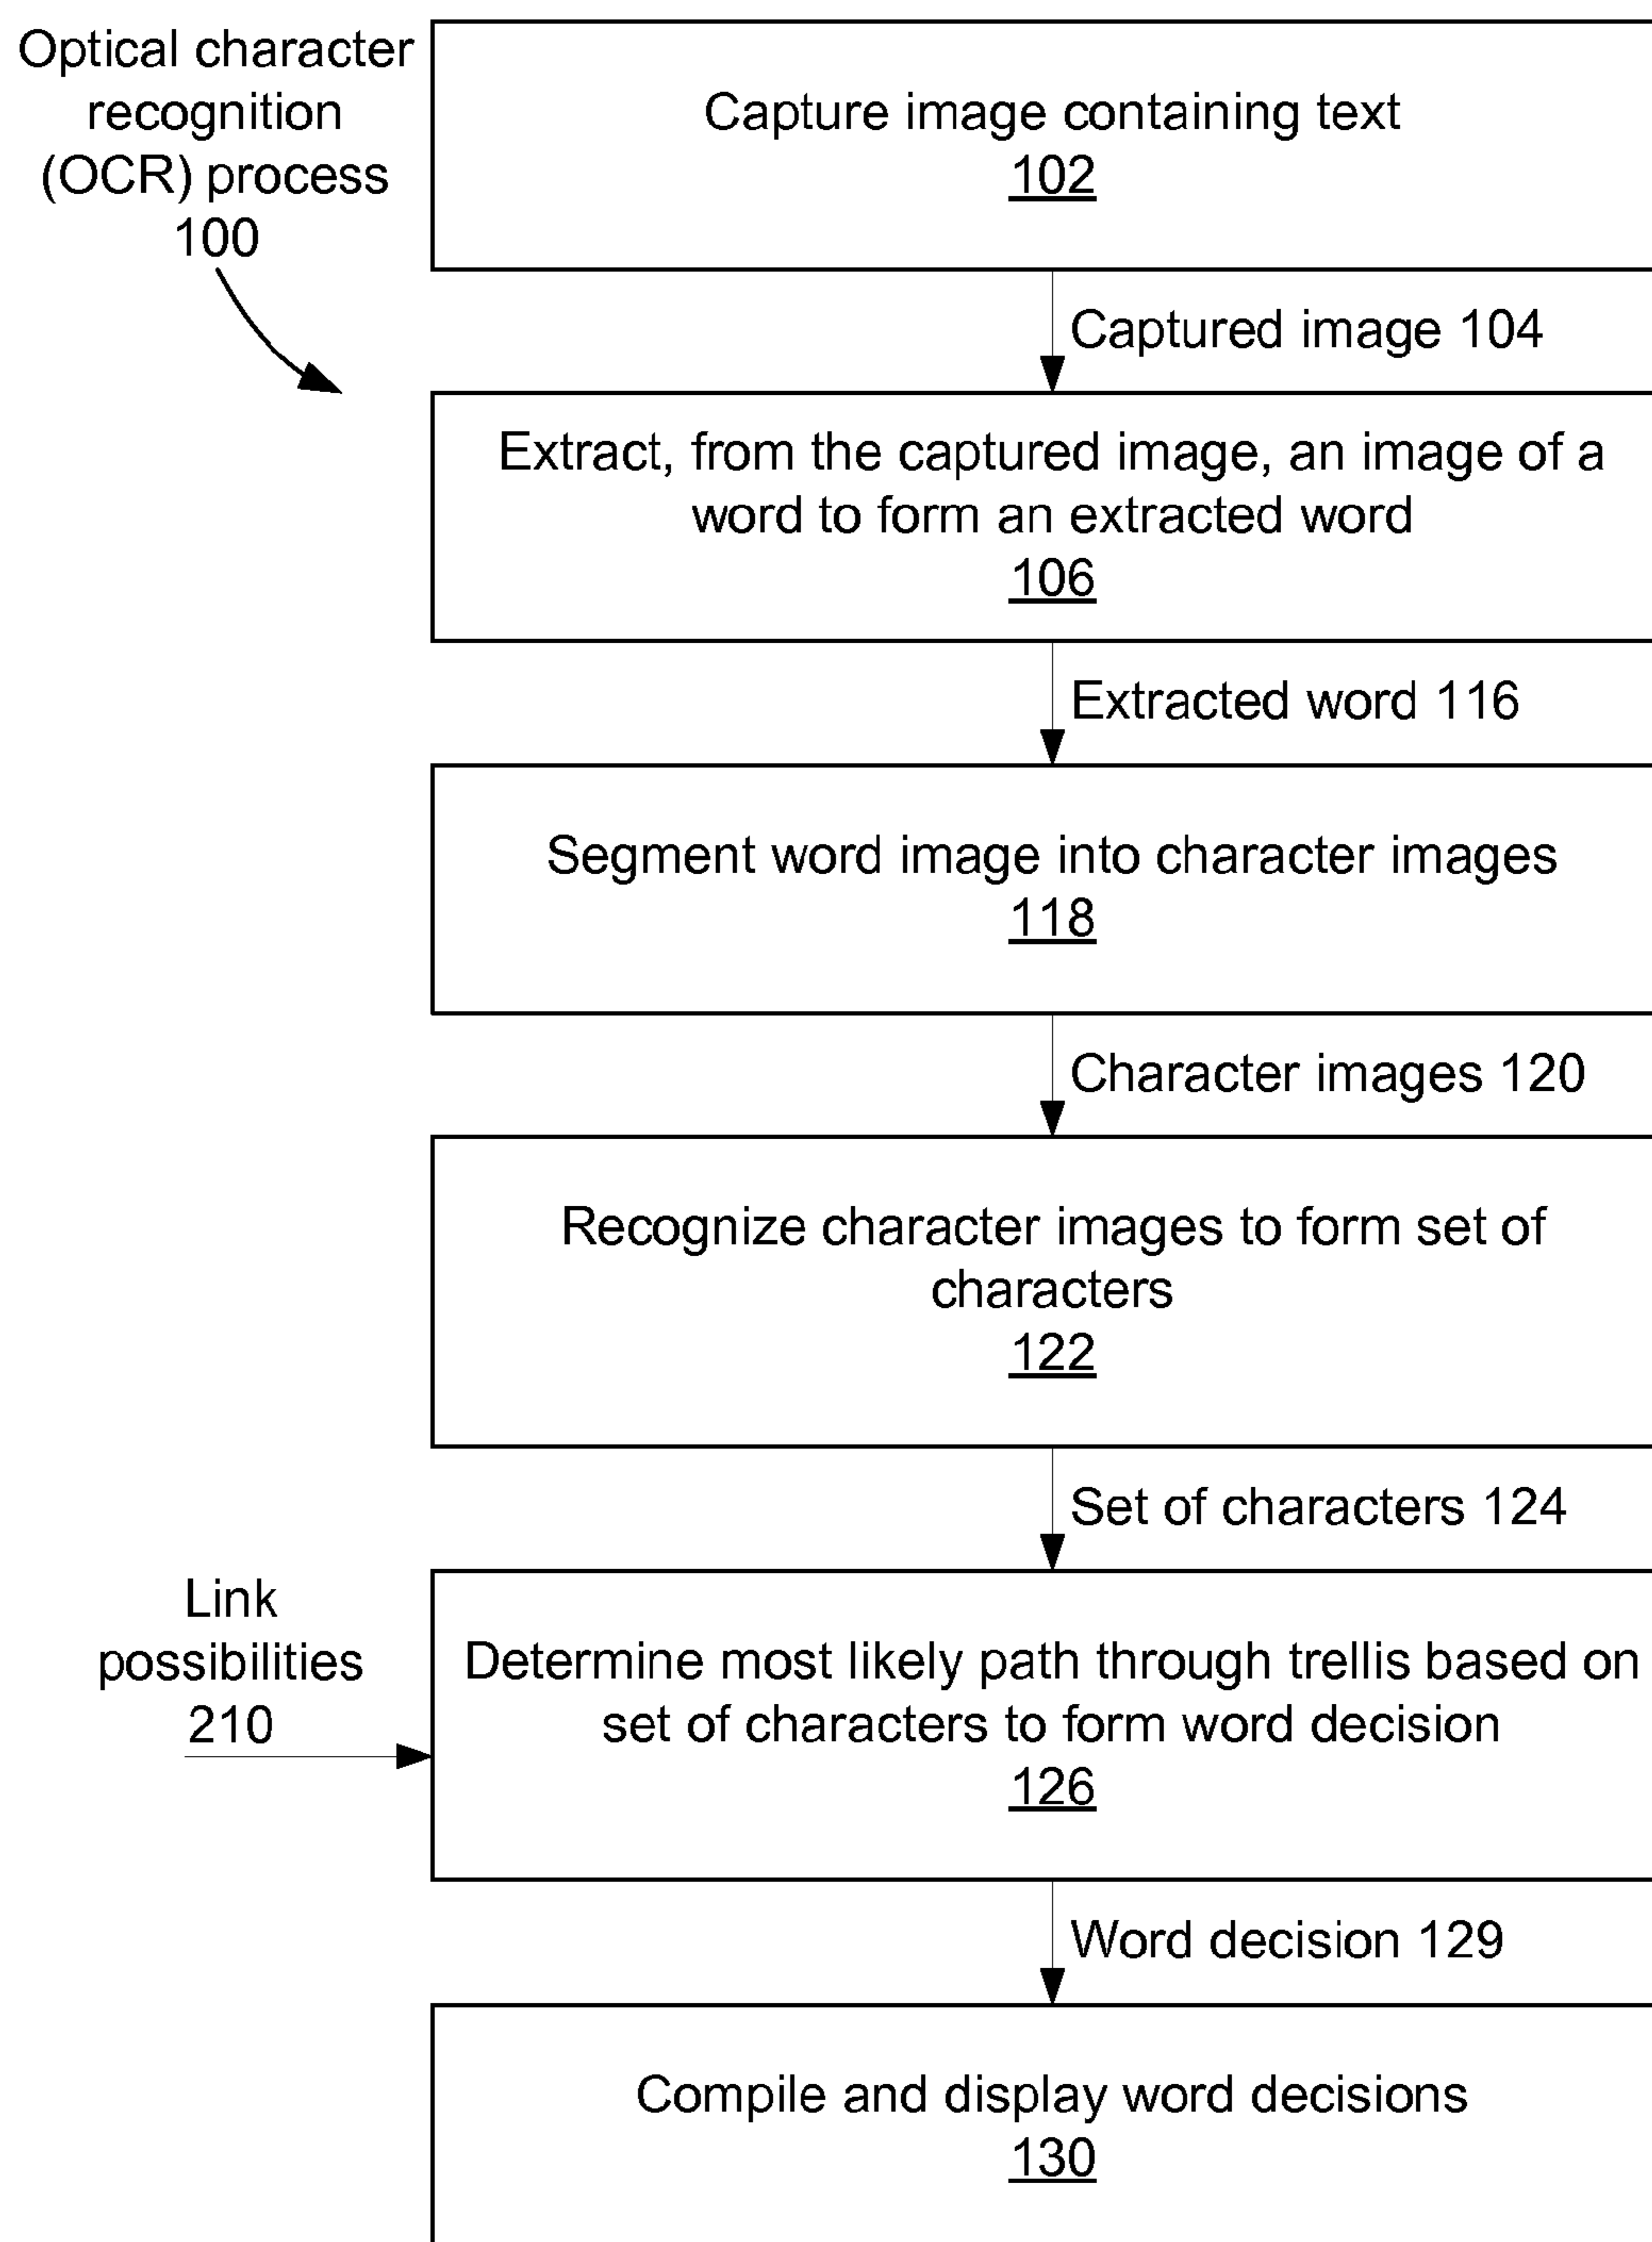 Optical character
recognition
(OCR) process
100
Capture image containing text
102
Captured image 104
Extract, from the captured image, an image of a
word to form an extracted word
106
Extracted word 116
Segment word image into character images
118
Character images 120
Recognize character images to form set of
characters
122
Set of characters 124
Link
possibilities
210
Determine most likely path through trellis based on
set of characters to form word decision
126
Word decision 129
Compile and display word decisions
130